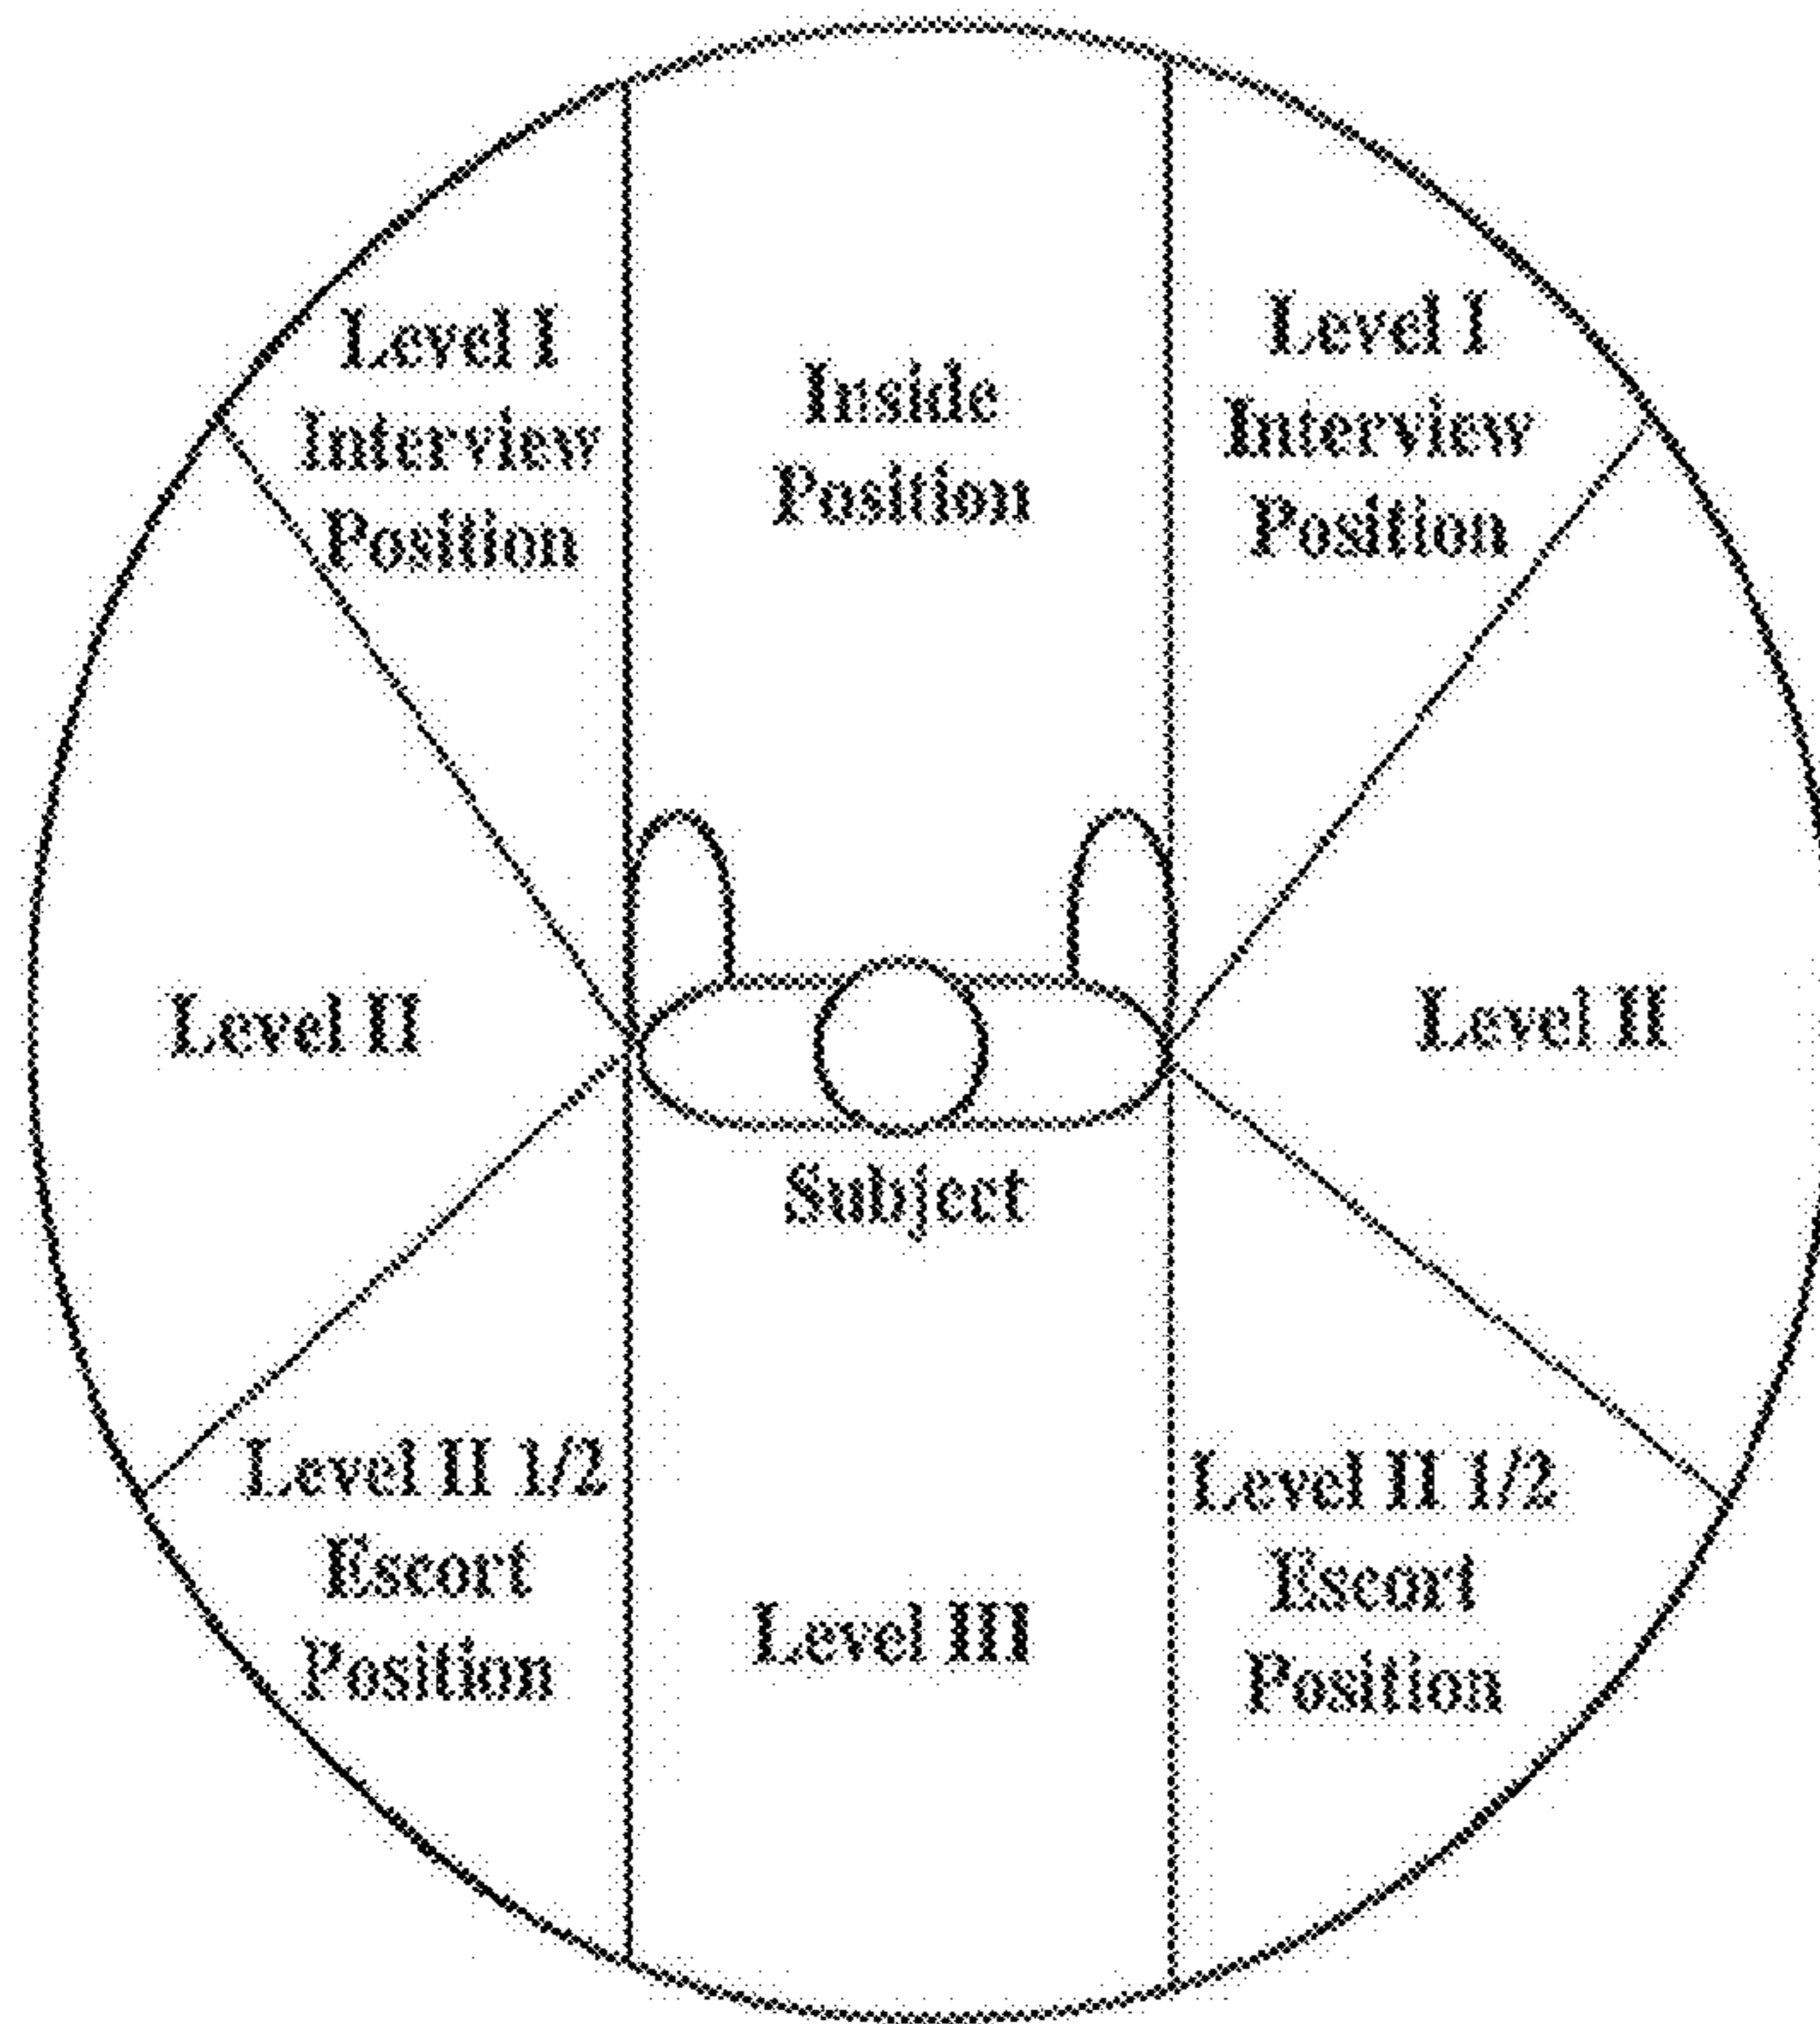 Level I
Interview
Position
Inside
Position
Level I
Interview
Position
Level II
Level II
Subject
Level II 1/2
Escort
Position
Level III
Level II 1/2
Escort
Position